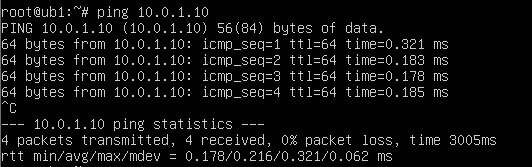 root@ub1:~# ping 10.0.1.10
PING 10.0.1.10 (10.0.1.10) 56(84) bytes of data.
64 bytes from 10.0.1.10: icmp_seq=1 ttl=64 time=0.321 ms
64 bytes from 10.0.1.10: icmp_seq=2 ttl=64 time=0.183 ms
64 bytes from 10.0.1.10: icmp_seq=3 ttl=64 time=0.178 ms
64 bytes from 10.0.1.10: icmp_seq=4 ttl=64 time=0.185 ms
^C
--- 10.0.1.10 ping statistics ---
4 packets transmitted, 4 received, 0% packet loss, time 3005ms
rtt min/avg/max/mdev = 0.178/0.216/0.321/0.062 ms